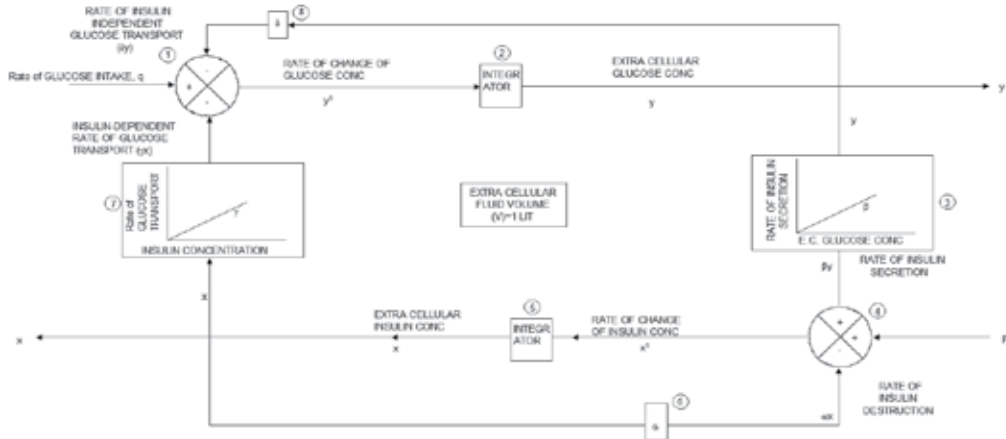 RATE OF INSULIN
INDEPENDENT
GLUCOSE TRANSPORT
(δy)
8
1
Rate of GLUCOSE INTAKE, q
RATE OF CHANGE OF
GLUCOSE CONC
y¹
2
INTEGR
ATOR
EXTRA CELLULAR
GLUCOSE CONC
y
y
y
INSULIN-DEPENDENT
RATE OF GLUCOSE
TRANSPORT (γx)
7
Rate of
GLUCOSE
TRANSPORT
γ
INSULIN CONCENTRATION
EXTRA CELLULAR
FLUID VOLUME
(V)=1 LIT
RATE OF INSULIN
SECRETION
β
3
E.C. GLUCOSE CONC
βy
RATE OF INSULIN
SECRETION
x
x
EXTRA CELLULAR
INSULIN CONC
x
5
INTEGR
ATOR
RATE OF CHANGE
OF INSULIN CONC
x¹
4
RATE OF
INSULIN
DESTRUCTION
6
α
αx